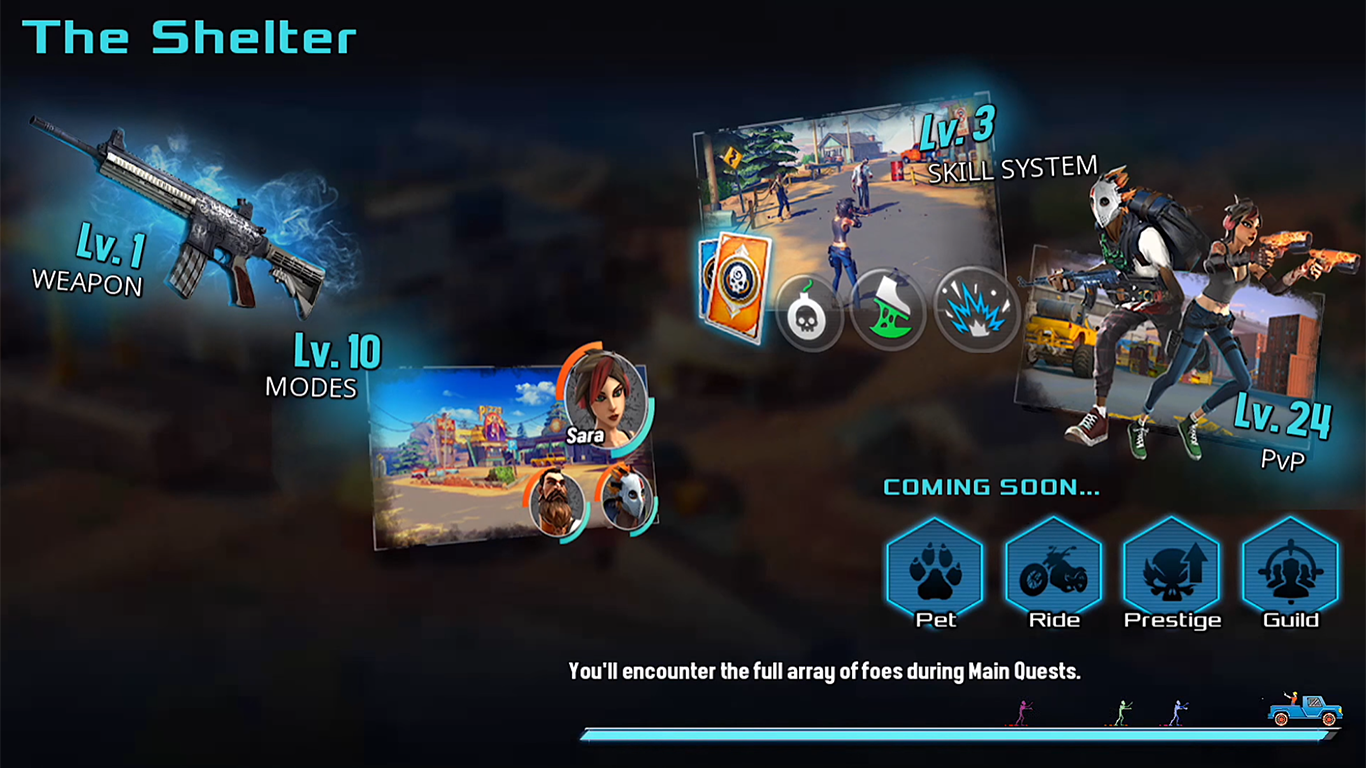 The Shelter
Lv. 1
WEAPON
Lv. 10
MODES
Sara
Lv. 3
SKILL SYSTEM
Lv. 24
PvP
COMING SOON...
Pet
Ride
Prestige
Guild
You'll encounter the full array of foes during Main Quests.